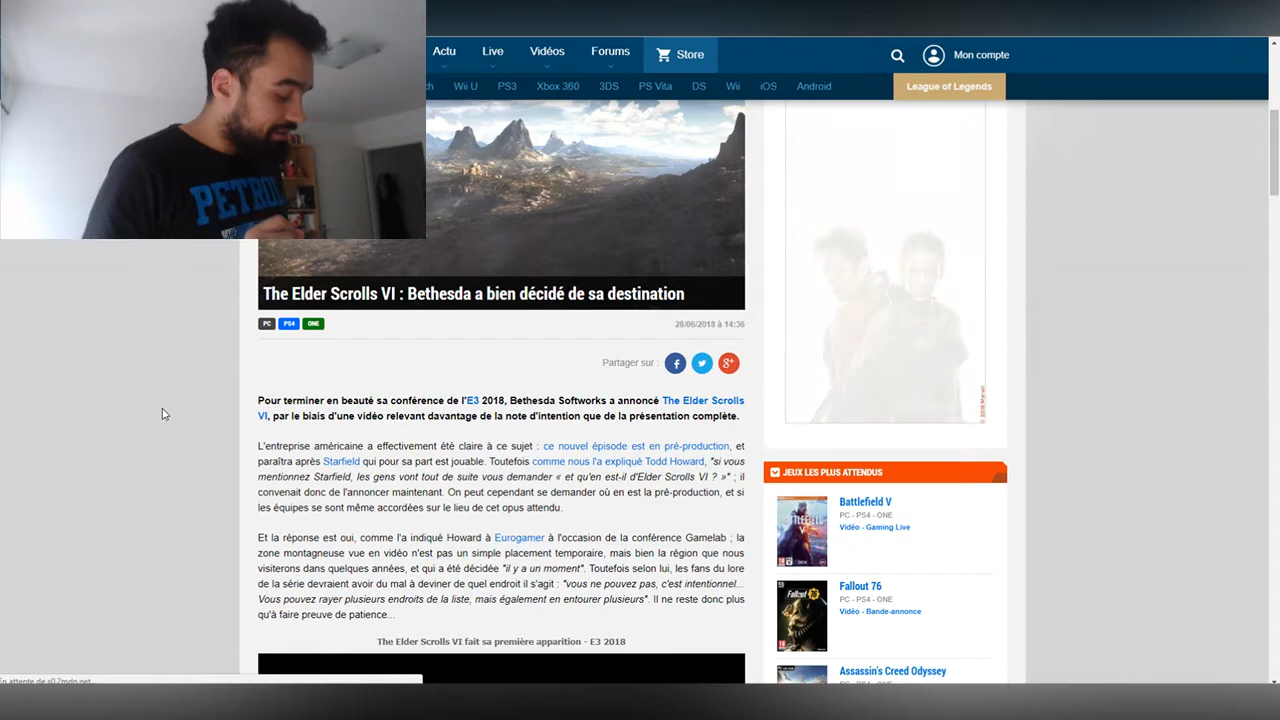 PETROL
Actu Live Vidéos Forums Store Mon compte
Wii U PS3 Xbox 360 3DS PS Vita DS Wii iOS Android League of Legends
The Elder Scrolls VI : Bethesda a bien décidé de sa destination
PC PS4 ONE 28/06/2018 à 14:36
Partager sur :
Pour terminer en beauté sa conférence de l'E3 2018, Bethesda Softworks a annoncé The Elder Scrolls
VI, par le biais d'une vidéo relevant davantage de la note d'intention que de la présentation complète.
L'entreprise américaine a effectivement été claire à ce sujet : ce nouvel épisode est en pré-production, et
paraîtra après Starfield qui pour sa part est jouable. Toutefois comme nous l'a expliqué Todd Howard, "si vous
mentionnez Starfield, les gens vont tout de suite vous demander « et qu'en est-il d'Elder Scrolls VI ? »" ; il
convenait donc de l'annoncer maintenant. On peut cependant se demander où en est la pré-production, et si
les équipes se sont même accordées sur le lieu de cet opus attendu.
Et la réponse est oui, comme l'a indiqué Howard à Eurogamer à l'occasion de la conférence Gamelab ; la
zone montagneuse vue en vidéo n'est pas un simple placement temporaire, mais bien la région que nous
visiterons dans quelques années, et qui a été décidée "il y a un moment". Toutefois selon lui, les fans du lore
de la série devraient avoir du mal à deviner de quel endroit il s'agit : "vous ne pouvez pas, c'est intentionnel...
Vous pouvez rayer plusieurs endroits de la liste, mais également en entourer plusieurs". Il ne reste donc plus
qu'à faire preuve de patience...
The Elder Scrolls VI fait sa première apparition - E3 2018
© 2018 Marvel
JEUX LES PLUS ATTENDUS
Battlefield V
PC - PS4 - ONE
Vidéo - Gaming Live
Fallout 76
Vidéo - Bande-annonce
Assassin's Creed Odyssey
En attente de s0.2mdn.net...